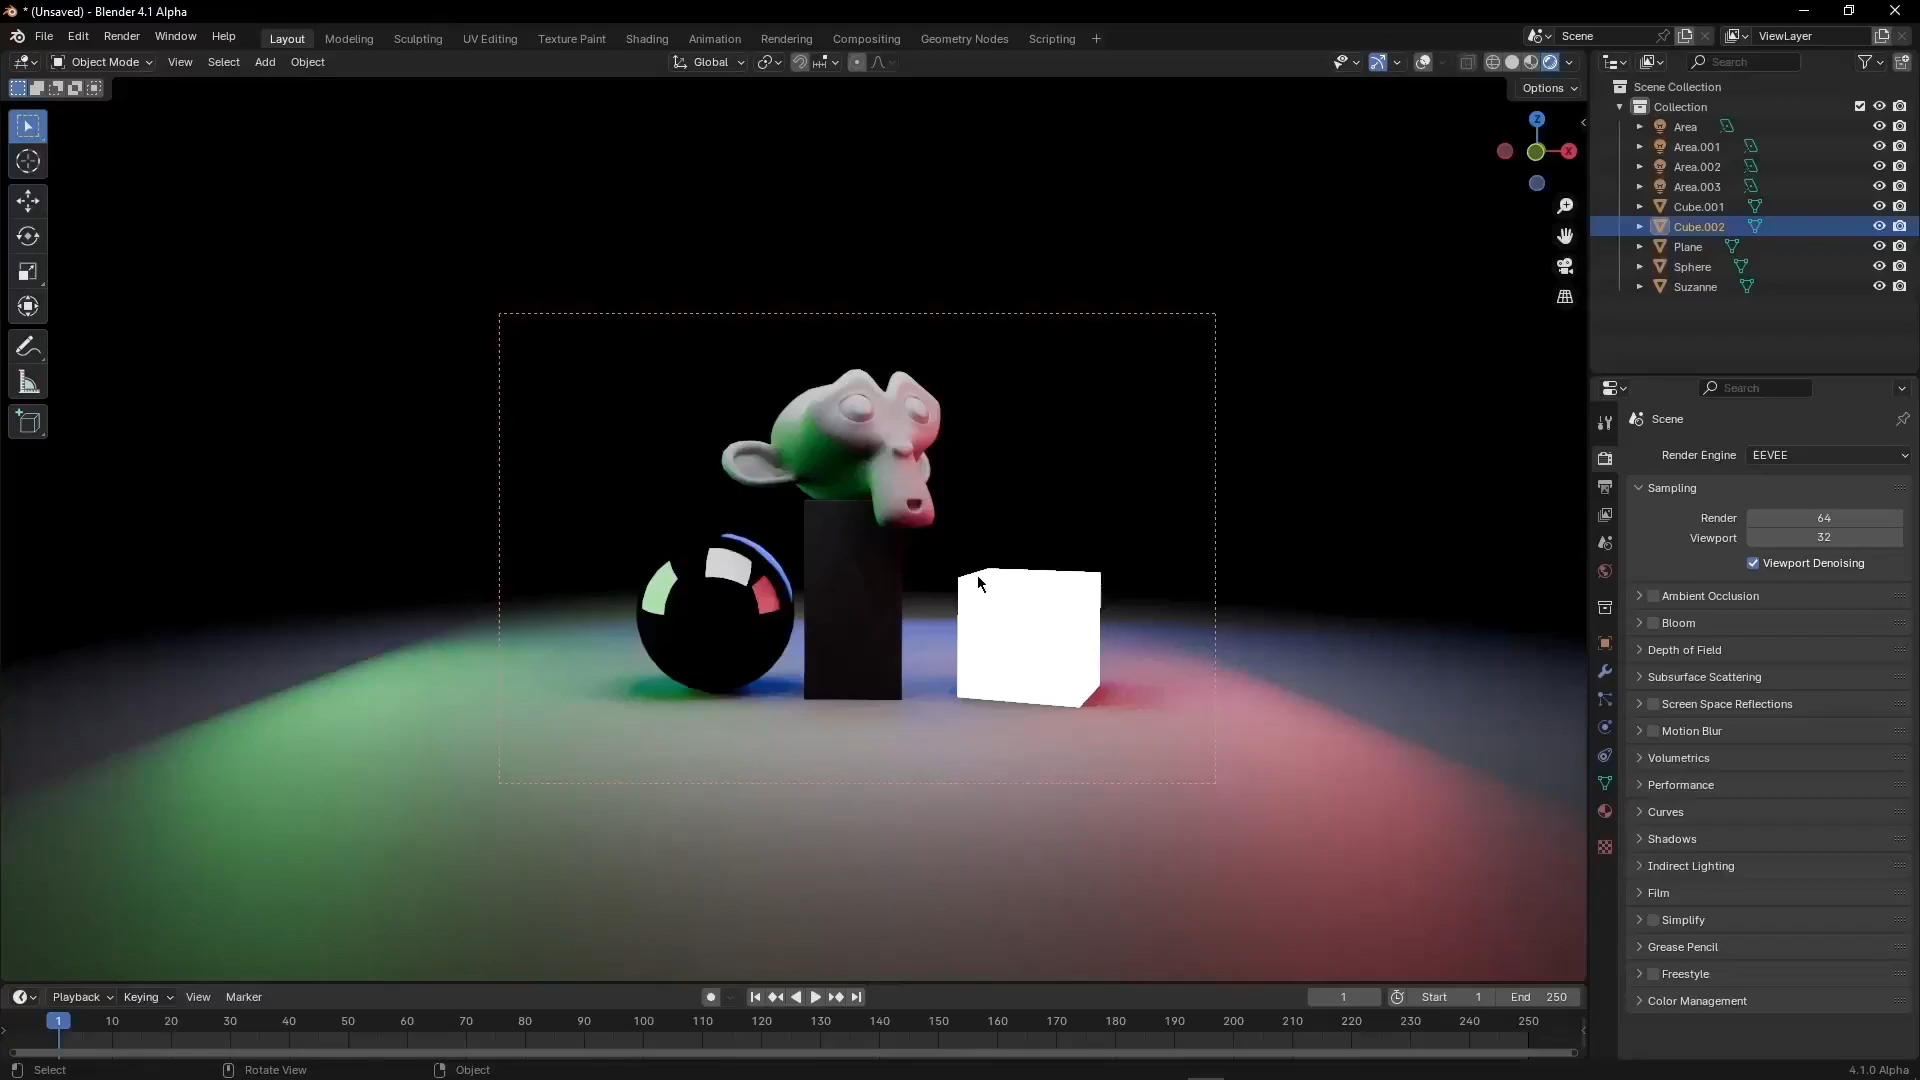 * (Unsaved) - Blender 4.1 Alpha
File Edit Render Window Help Layout Modeling Sculpting UV Editing Texture Paint Shading Animation Rendering Compositing Geometry Nodes Scripting + Scene ViewLayer
Object Mode View Select Add Object Global Search
Options
Z
X
Scene Collection
Collection
Area
Area.001
Area.002
Area.003
Cube.001
Cube.002
Plane
Sphere
Suzanne
Search
Scene
Render Engine EEVEE
Sampling
Render 64
Viewport 32
Viewport Denoising
Ambient Occlusion
Bloom
Depth of Field
Subsurface Scattering
Screen Space Reflections
Motion Blur
Volumetrics
Performance
Curves
Shadows
Indirect Lighting
Film
Simplify
Grease Pencil
Freestyle
Color Management
Playback Keying View Marker 1 Start 1 End 250
1 10 20 30 40 50 60 70 80 90 100 110 120 130 140 150 160 170 180 190 200 210 220 230 240 250
Select Rotate View Object 4.1.0 Alpha